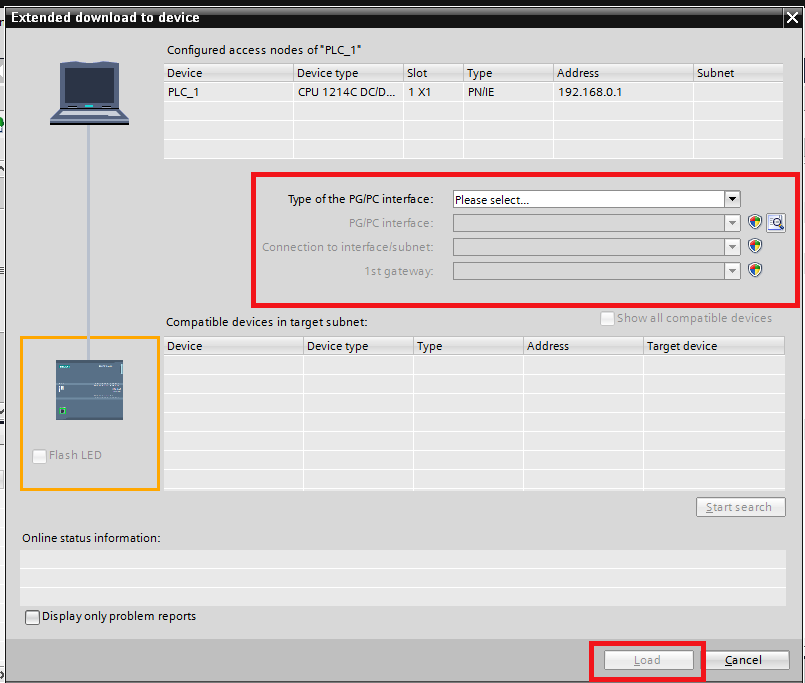 Extended download to device
Configured access nodes of "PLC_1"
Device Device type Slot Type Address Subnet
PLC_1 CPU 1214C DC/D... 1 X1 PN/IE 192.168.0.1
Type of the PG/PC interface: Please select...
PG/PC interface:
Connection to interface/subnet:
1st gateway:
Compatible devices in target subnet:
Show all compatible devices
Device Device type Type Address Target device
Flash LED
Start search
Online status information:
Display only problem reports
Load Cancel